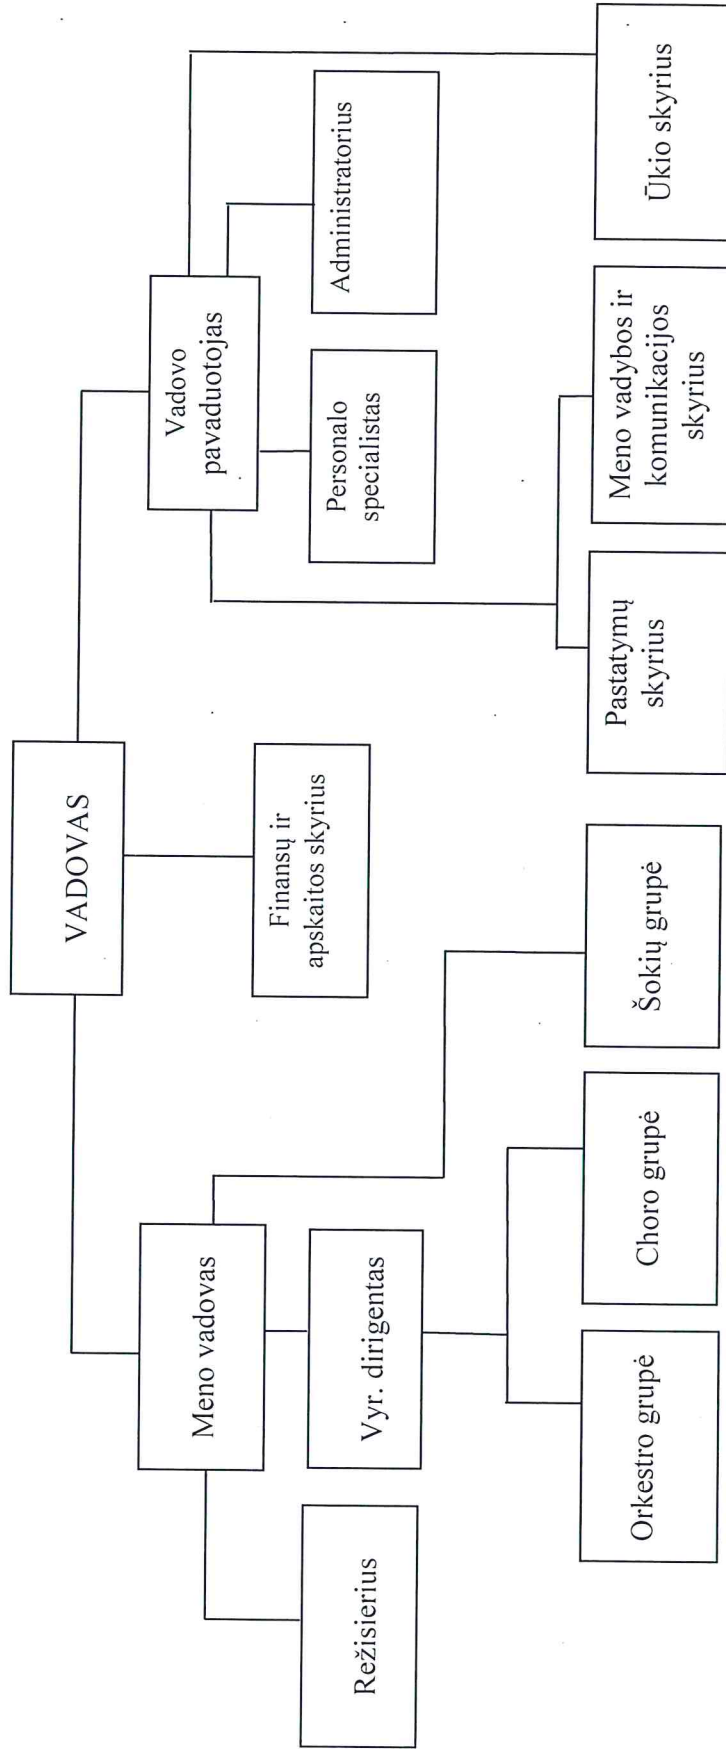 VADOVAS
Meno vadovas
Vadovo
pavaduotojas
Finansų ir
apskaitos skyrius
Režisierius
Vyr. dirigentas
Personalo
specialistas
Administratorius
Orkestro grupė
Choro grupė
Šokių grupė
Pastatymų
skyrius
Meno vadybos ir
komunikacijos
skyrius
Ūkio skyrius